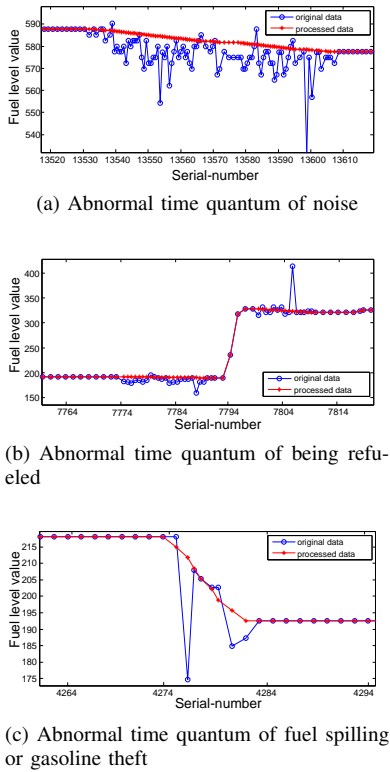 590
580
570
560
550
540
Fuel level value
original data
processed data
13520 13530 13540 13550 13560 13570 13580 13590 13600 13610
Serial-number
(a) Abnormal time quantum of noise
400
350
300
250
200
150
Fuel level value
original data
processed data
7764 7774 7784 7794 7804 7814
Serial-number
(b) Abnormal time quantum of being refu-
eled
215
210
205
200
195
190
185
180
175
Fuel level value
original data
processed data
4264 4274 4284 4294
Serial-number
(c) Abnormal time quantum of fuel spilling
or gasoline theft